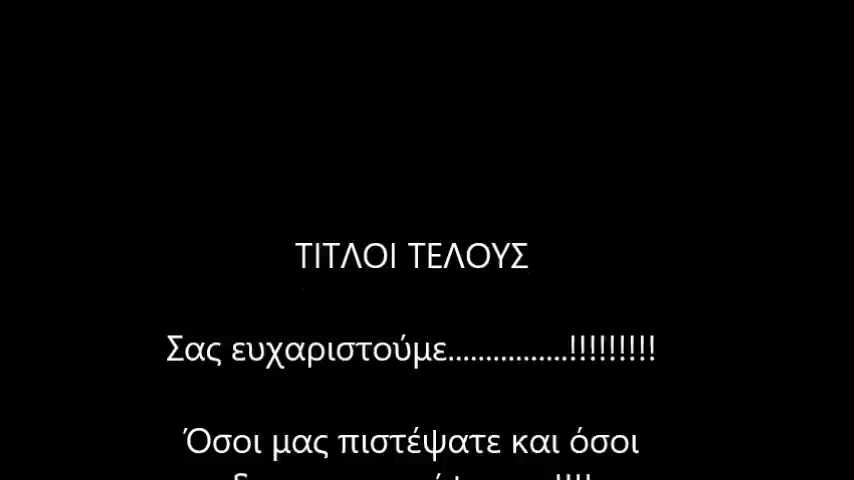 ΤΙΤΛΟΙ ΤΕΛΟΥΣ
Σας ευχαριστούμε................!!!!!!!!!
Όσοι μας πιστέψατε και όσοι